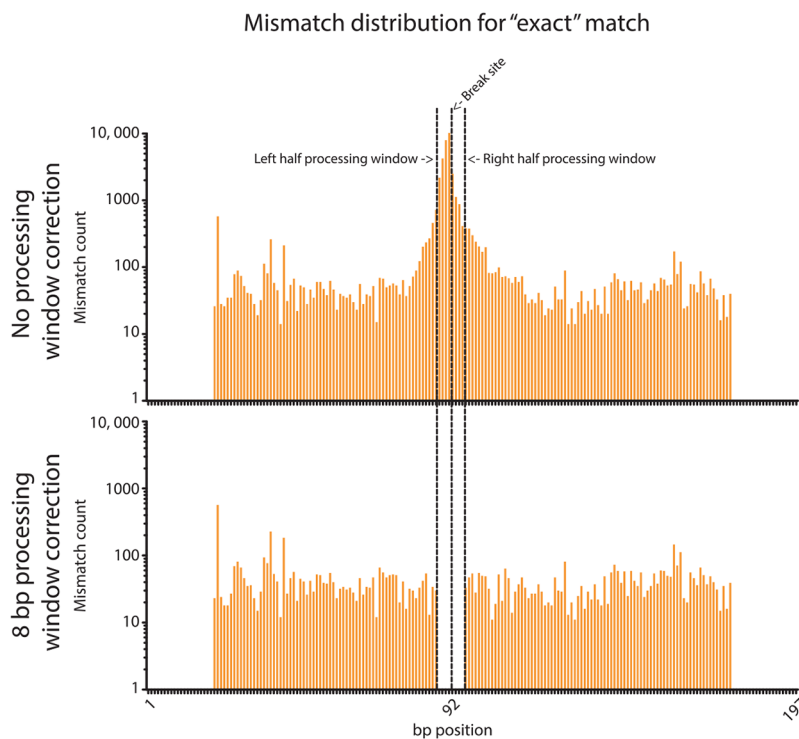 Mismatch distribution for “exact” match
<- Break site
Left half processing window ->
<- Right half processing window
No processing
window correction
Mismatch count
10, 000
1000
100
10
1
8 bp processing
window correction
Mismatch count
10, 000
1000
100
10
1
1
92
bp position